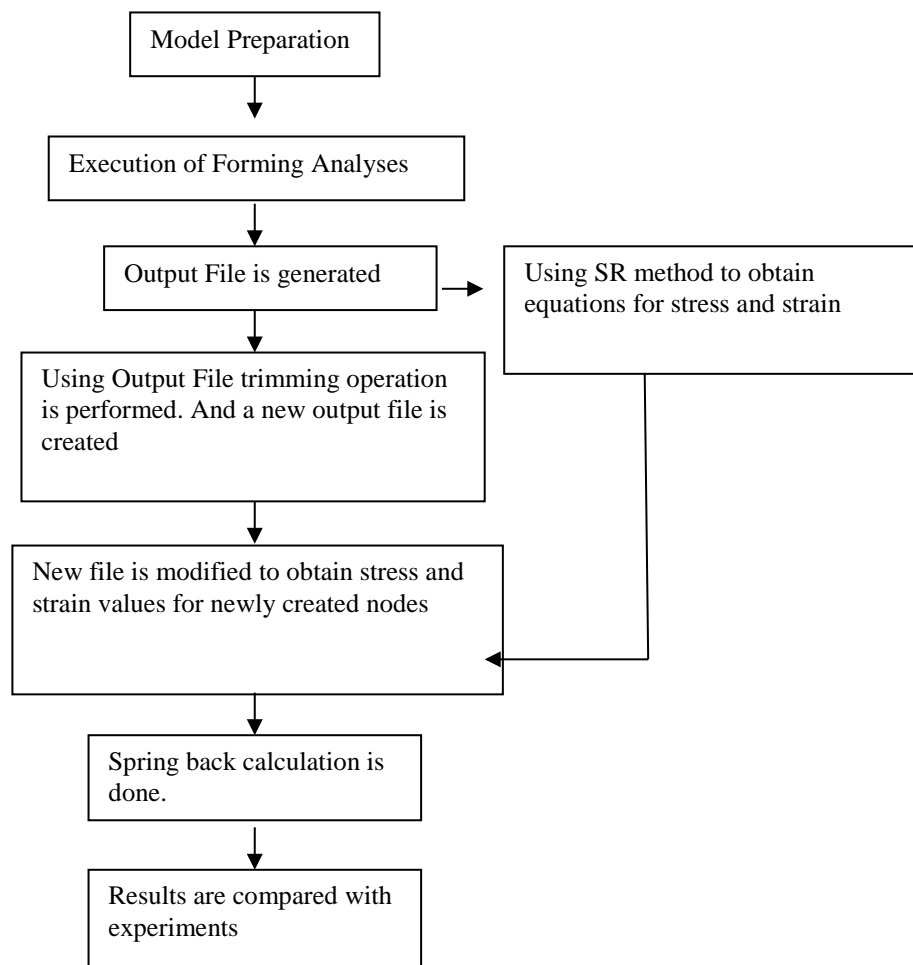 Model Preparation
Execution of Forming Analyses
Output File is generated
Using SR method to obtain
equations for stress and strain
Using Output File trimming operation
is performed. And a new output file is
created
New file is modified to obtain stress and
strain values for newly created nodes
Spring back calculation is
done.
Results are compared with
experiments